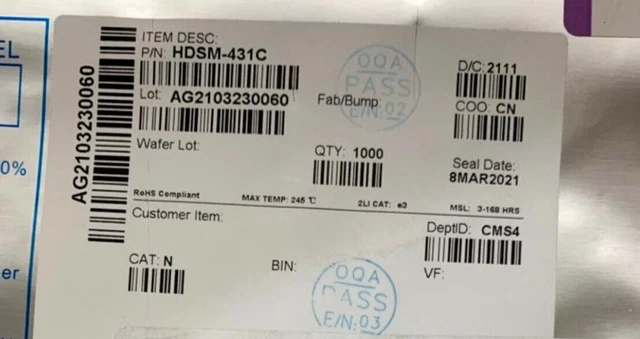 EL
0%
er
AG2103230060
ITEM DESC:
P/N: HDSM-431C
Lot: AG2103230060
Wafer Lot:
Fab/Bump:
OQA
PASS
E/N:02
D/C:2111
COO: CN
QTY: 1000
Seal Date:
8MAR2021
RoHS Compliant MAX TEMP: 245 ℃ 2LI CAT: e3 MSL: 3-168 HRS
Customer Item:
DeptID: CMS4
CAT: N
BIN:
VF:
OQA
PASS
E/N:03